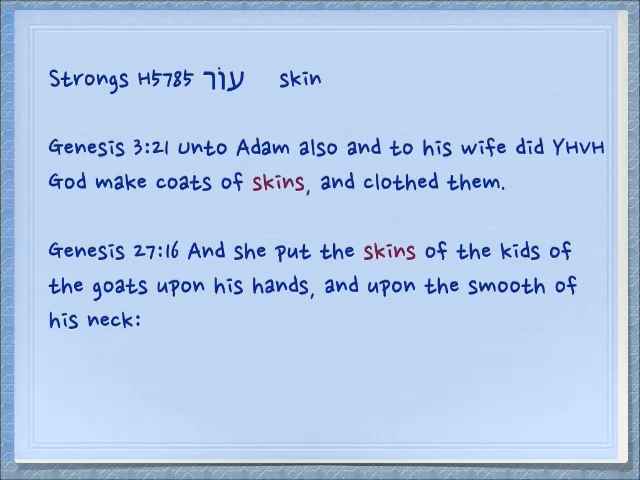 Strongs H5785 עוֹר skin
Genesis 3:21 Unto Adam also and to his wife did YHVH
God make coats of skins, and clothed them.
Genesis 27:16 And she put the skins of the kids of
the goats upon his hands, and upon the smooth of
his neck: